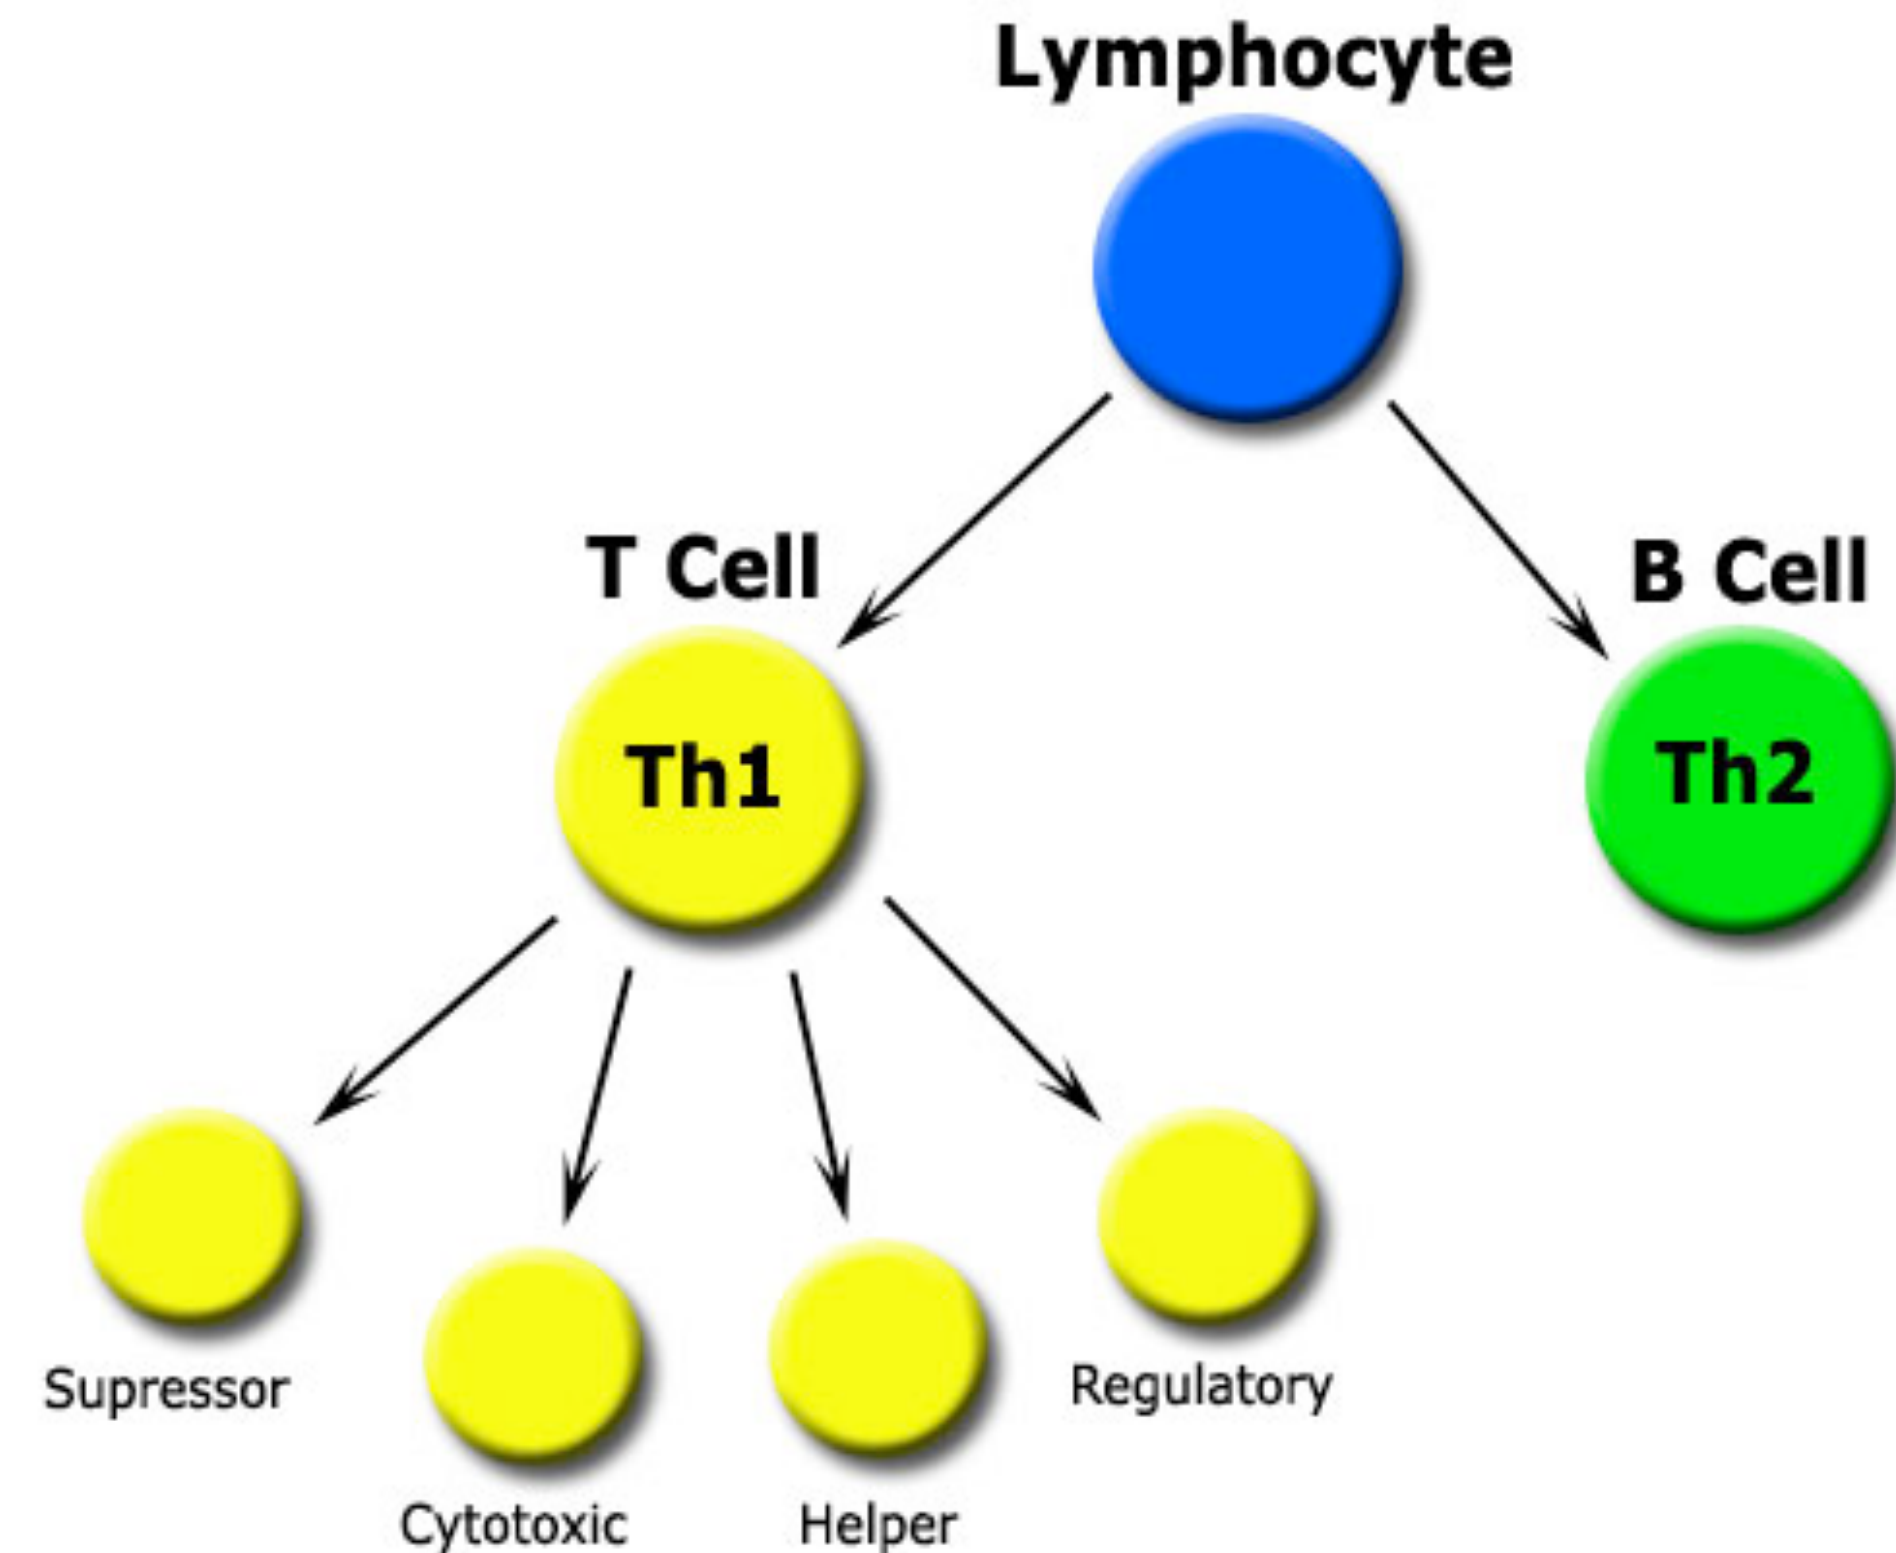 Lymphocyte
T Cell
B Cell
Th1
Th2
Supressor
Regulatory
Cytotoxic
Helper